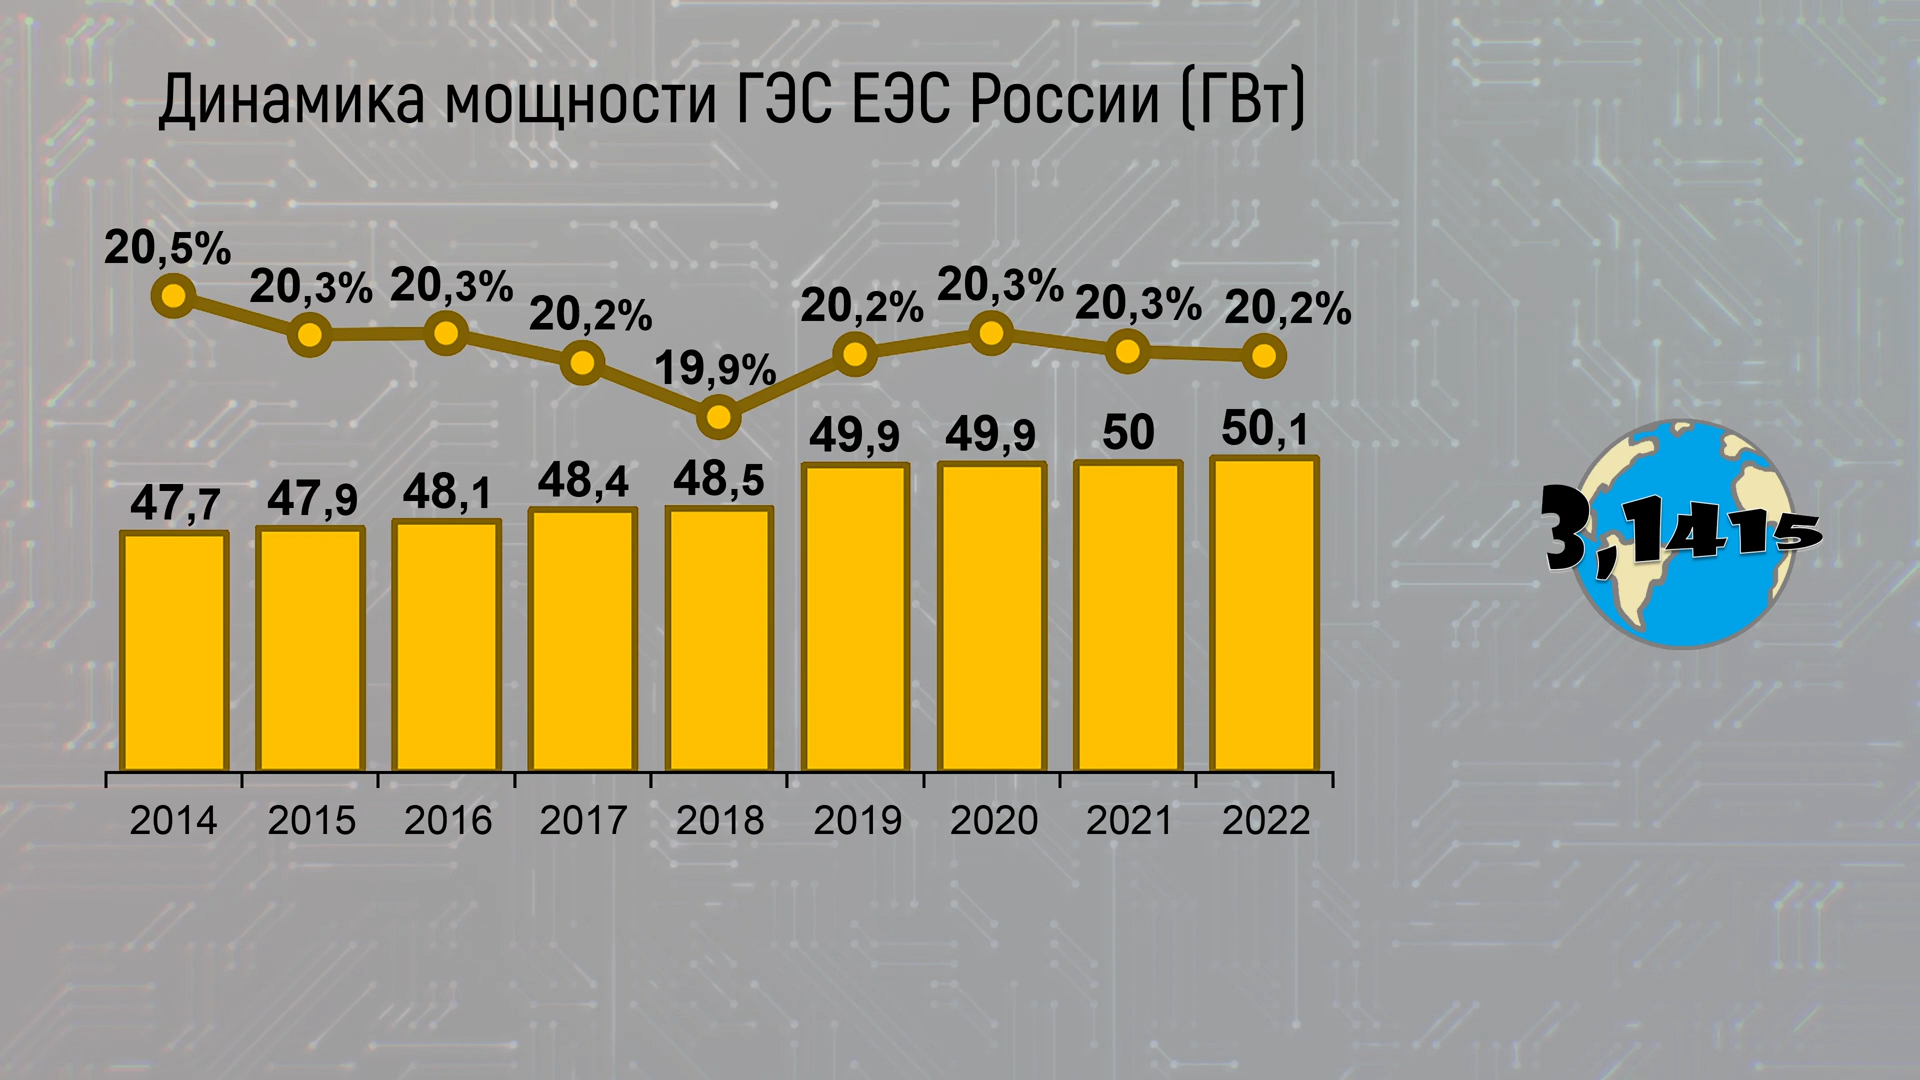 Динамика мощности ГЭС ЕЭС России (ГВт)
20,5% 20,3% 20,3% 20,2% 19,9% 20,2% 20,3% 20,3% 20,2%
47,7 47,9 48,1 48,4 48,5 49,9 49,9 50 50,1
3,1415
2014 2015 2016 2017 2018 2019 2020 2021 2022